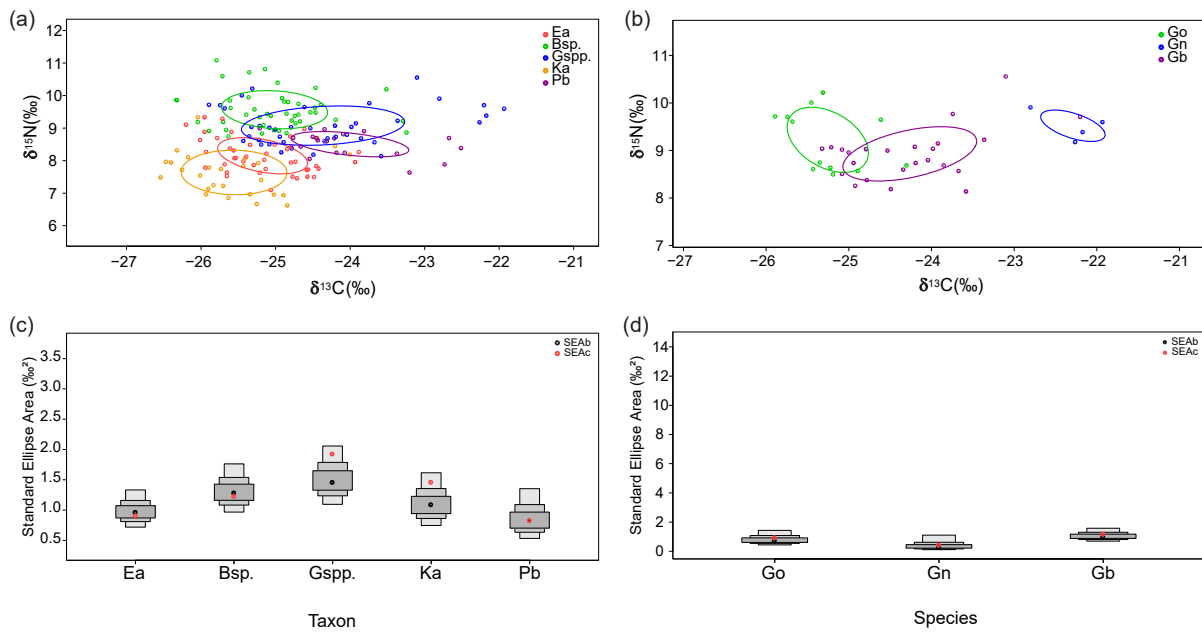 (a)
12
11
10
9
8
7
6
δ¹⁵N(‰)
−27 −26 −25 −24 −23 −22 −21
δ¹³C(‰)
Ea
Bsp.
Gspp.
Ka
Pb
(b)
11
10
9
8
7
δ¹⁵N(‰)
−27 −26 −25 −24 −23 −22 −21
δ¹³C(‰)
Go
Gn
Gb
(c)
3.5
3.0
2.5
2.0
1.5
1.0
0.5
Standard Ellipse Area (‰²)
SEAb
SEAc
Ea Bsp. Gspp. Ka Pb
Taxon
(d)
14
12
10
8
6
4
2
0
Standard Ellipse Area (‰²)
SEAb
SEAc
Go Gn Gb
Species